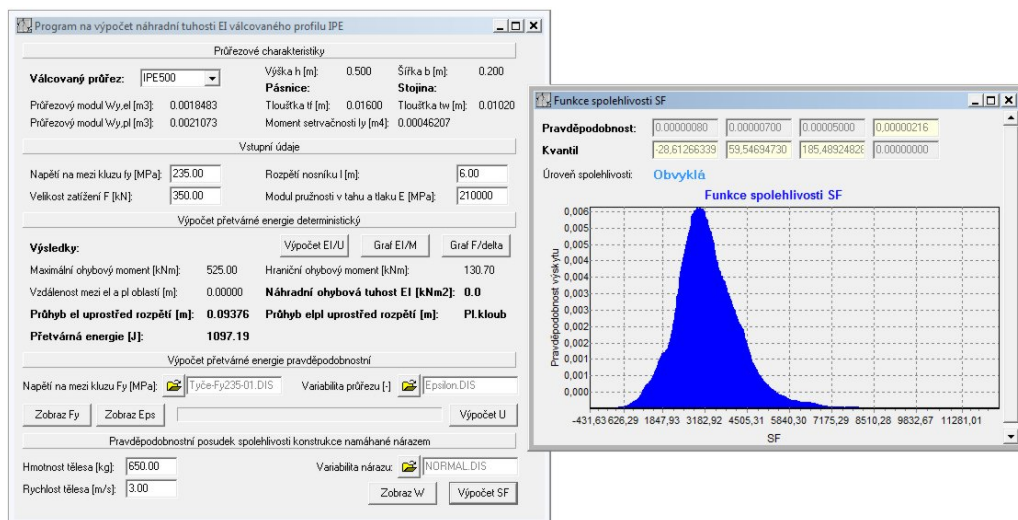 Program na výpočet náhradní tuhosti EI válcovaného profilu IPE
Průřezové charakteristiky
Válcovaný průřez: IPE500
Výška h [m]: 0.500 Šířka b [m]: 0.200
Pásnice: Stojina:
Průřezový modul Wy,el [m3]: 0.0018483 Tloušťka tf [m]: 0.01600 Tloušťka tw [m]: 0.01020
Průřezový modul Wy,pl [m3]: 0.0021073 Moment setrvačnosti Iy [m4]: 0.00046207
Vstupní údaje
Napětí na mezi kluzu fy [MPa]: 235.00 Rozpětí nosníku l [m]: 6.00
Velikost zatížení F [kN]: 350.00 Modul pružnosti v tahu a tlaku E [MPa]: 210000
Výpočet přetvárné energie deterministický
Výsledky: Výpočet EI/U Graf EI/M Graf F/delta
Maximální ohybový moment [kNm]: 525.00 Hraniční ohybový moment [kNm]: 130.70
Vzdálenost mezi el a pl oblastí [m]: 0.00000 Náhradní ohybová tuhost EI [kNm2]: 0.0
Průhyb el uprostřed rozpětí [m]: 0.09376 Průhyb elpl uprostřed rozpětí [m]: Pl.kloub
Přetvárná energie [J]: 1097.19
Výpočet přetvárné energie pravděpodobnostní
Napětí na mezi kluzu Fy [MPa]: Tyče-Fy235-01.DIS Variabilita průřezu [-] Epsilon.DIS
Zobraz Fy Zobraz Eps Výpočet U
Pravděpodobnostní posudek spolehlivosti konstrukce namáhané nárazem
Hmotnost tělesa [kg]: 650.00 Variabilita nárazu: NORMAL.DIS
Rychlost tělesa [m/s]: 3.00 Zobraz W Výpočet SF
Funkce spolehlivosti SF
Pravděpodobnost: 0.00000080 0.00000700 0.00005000 0,00000216
Kvantil -28,61266339 59,54694730 185,48924828 0.00000000
Úroveň spolehlivosti: Obvyklá
Funkce spolehlivosti SF
0,006
0,005
0,005
0,004
0,004
0,003
0,003
0,002
0,002
0,001
0,001
0,000
Pravděpodobnost výskytu
-431,63 626,29 1847,93 3182,92 4505,31 5840,30 7175,29 8510,28 9832,67 11281,01
SF